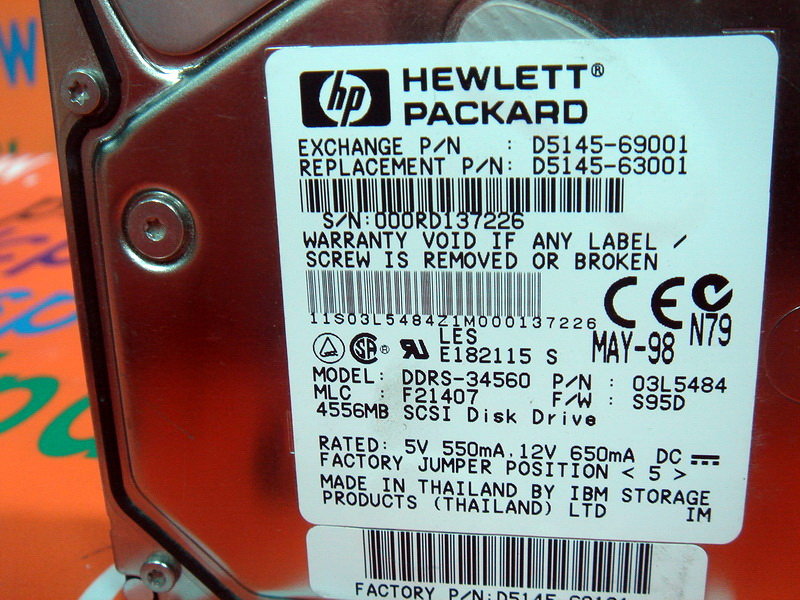 hp HEWLETT®
PACKARD
EXCHANGE P/N : D5145-69001
REPLACEMENT P/N: D5145-63001
S/N:000RD137226
WARRANTY VOID IF ANY LABEL /
SCREW IS REMOVED OR BROKEN
11S03L5484Z1M000137226
CE N79
LES
E182115 S
MAY-98
MODEL: DDRS-34560 P/N : 03L5484
MLC : F21407 F/W : S95D
4556MB SCSI Disk Drive
RATED: 5V 550mA,12V 650mA DC
FACTORY JUMPER POSITION < 5 >
MADE IN THAILAND BY IBM STORAGE
PRODUCTS (THAILAND) LTD IM
FACTORY P/N: